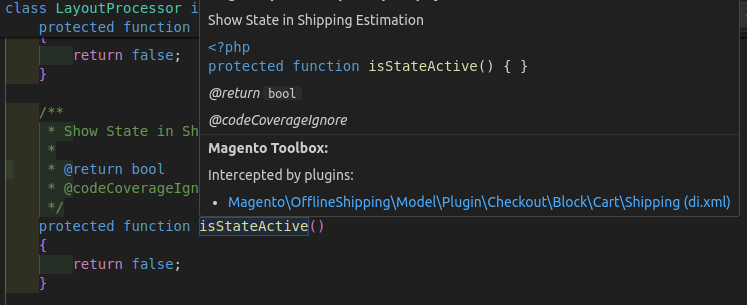 class LayoutProcessor i
protected function
{
return false;
}
/**
* Show State in Sh
*
* @return bool
* @codeCoverageIgn
*/
protected function isStateActive()
{
return false;
}
Show State in Shipping Estimation
<?php
protected function isStateActive() { }
@return bool
@codeCoverageIgnore
Magento Toolbox:
Intercepted by plugins:
• Magento\OfflineShipping\Model\Plugin\Checkout\Block\Cart\Shipping (di.xml)